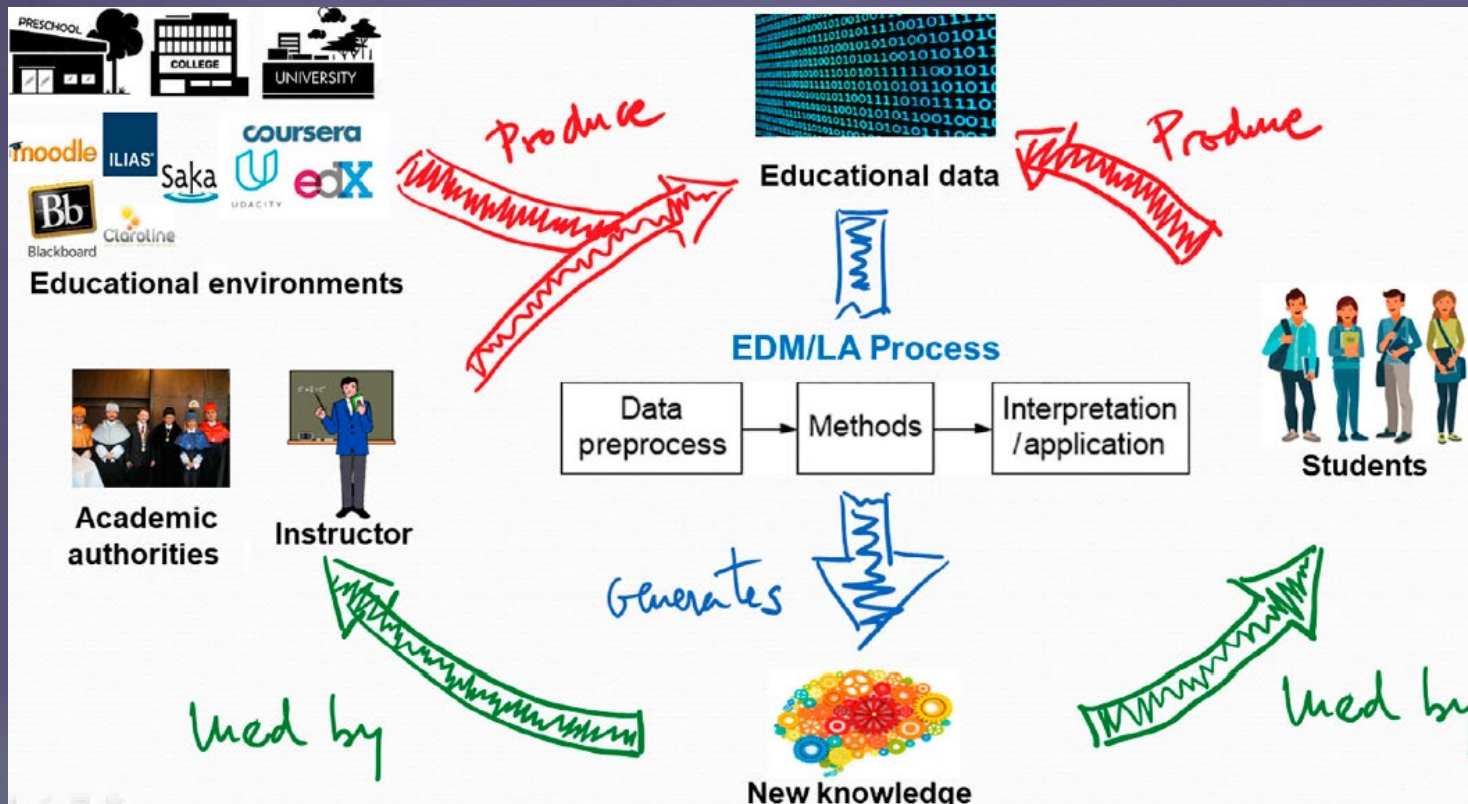 PRESCHOOL
COLLEGE
UNIVERSITY
moodle
ILIAS
Saka
coursera
UDACITY
edX
Bb
Blackboard
Claroline
Educational environments
Produce
Educational data
Produce
EDM/LA Process
Data
preprocess
Methods
Interpretation
/application
Academic
authorities
Instructor
Students
Generates
used by
used by
New knowledge